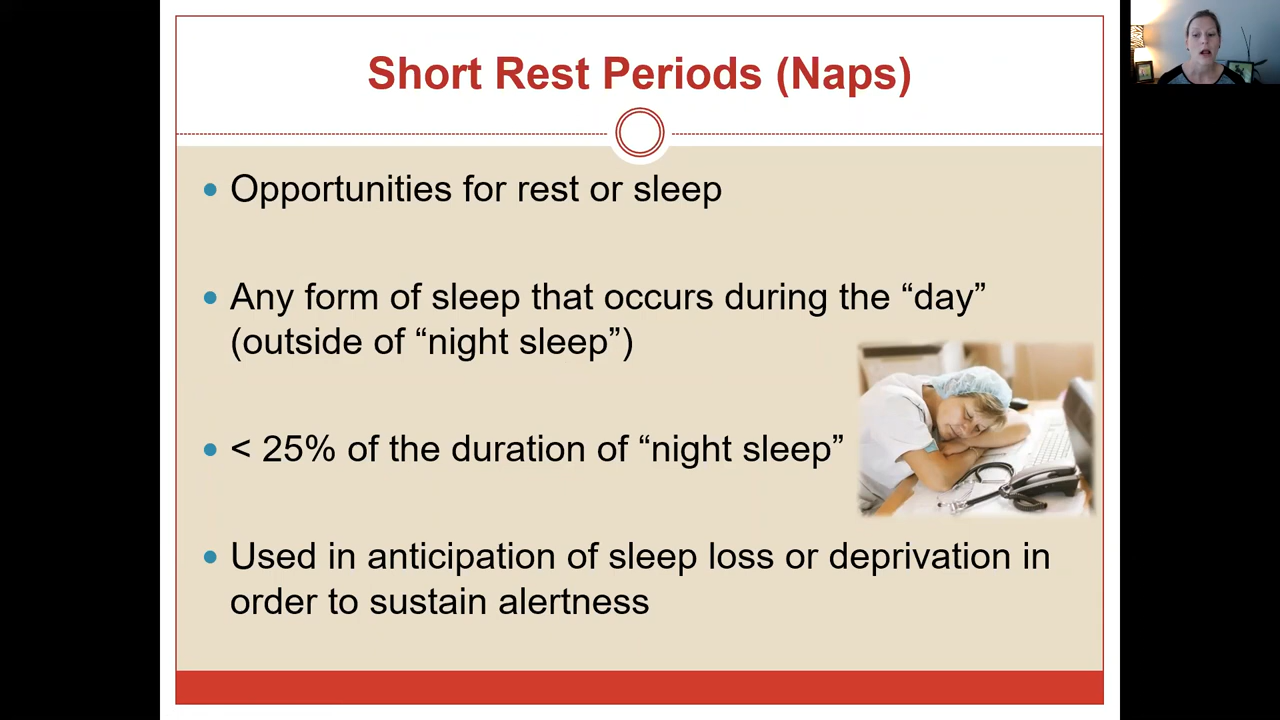 Short Rest Periods (Naps)
Opportunities for rest or sleep
Any form of sleep that occurs during the “day”
(outside of “night sleep”)
< 25% of the duration of “night sleep”
Used in anticipation of sleep loss or deprivation in
order to sustain alertness